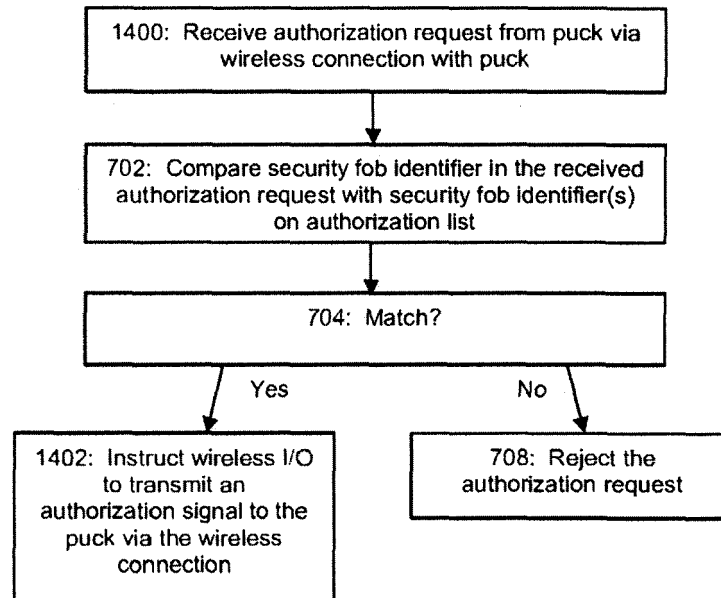 1400: Receive authorization request from puck via
wireless connection with puck
702: Compare security fob identifier in the received
authorization request with security fob identifier(s)
on authorization list
704: Match?
Yes
No
1402: Instruct wireless I/O
to transmit an
authorization signal to the
puck via the wireless
connection
708: Reject the
authorization request